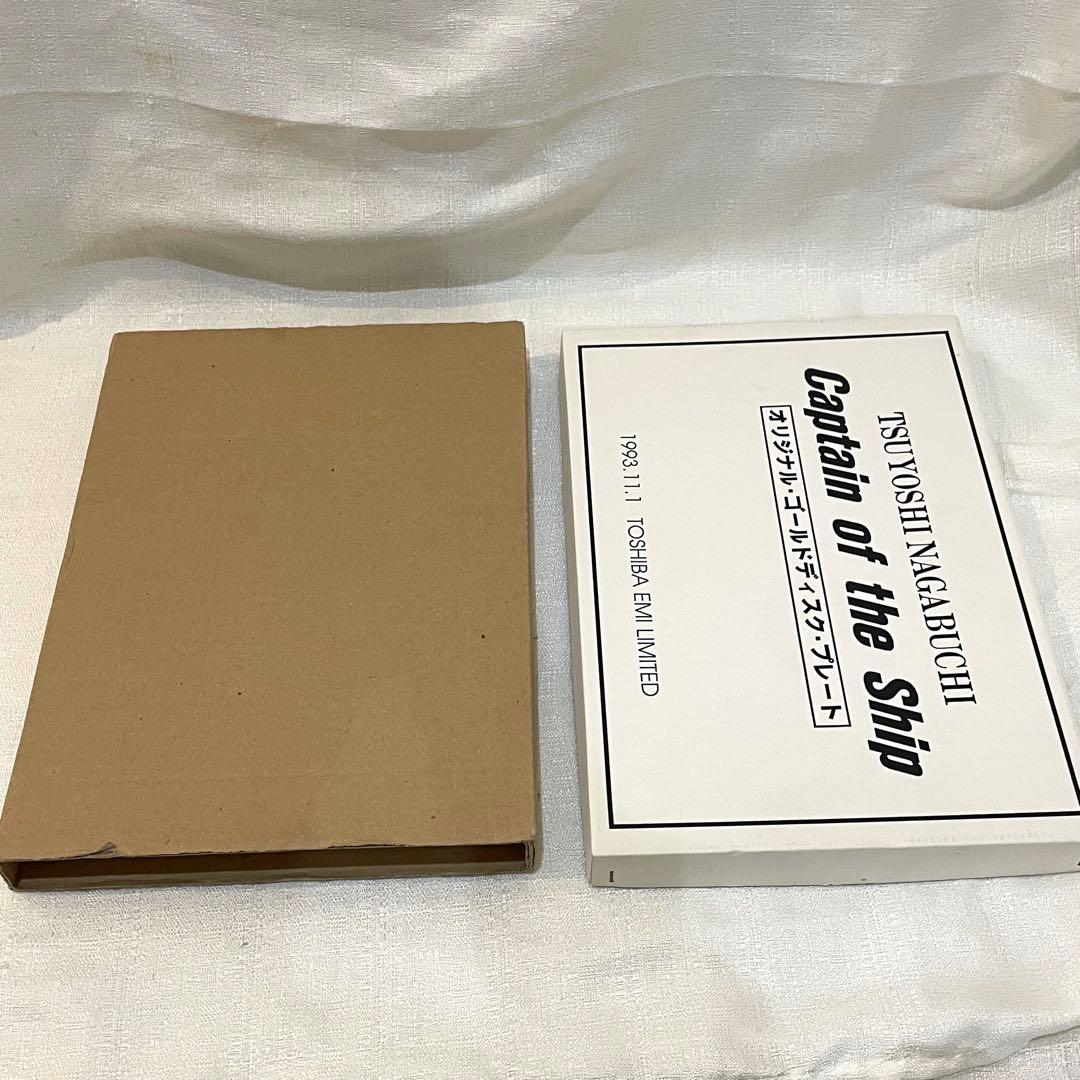 TSUYOSHI NAGABUCHI
Captain of the Ship
オリジナル・ゴールドディスク・プレート
1993.11.1 TOSHIBA EMI LIMITED